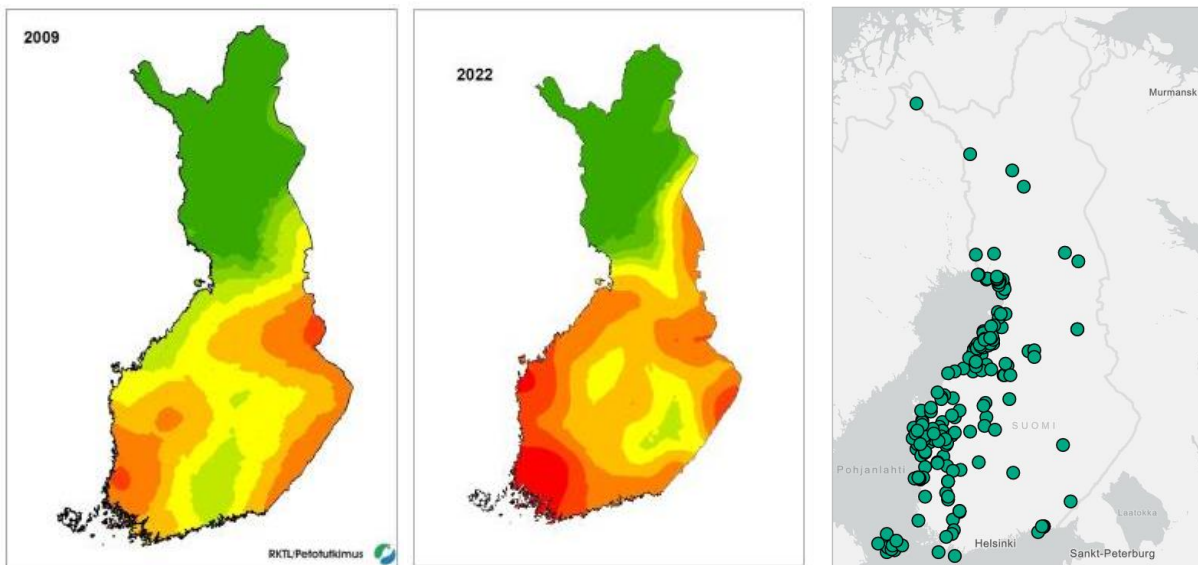 2009
RKTL/Petotutkimus
2022
Murmansk
SUOMI
Pohjanlahti
Laatokka
Helsinki
Sankt-Peterburg